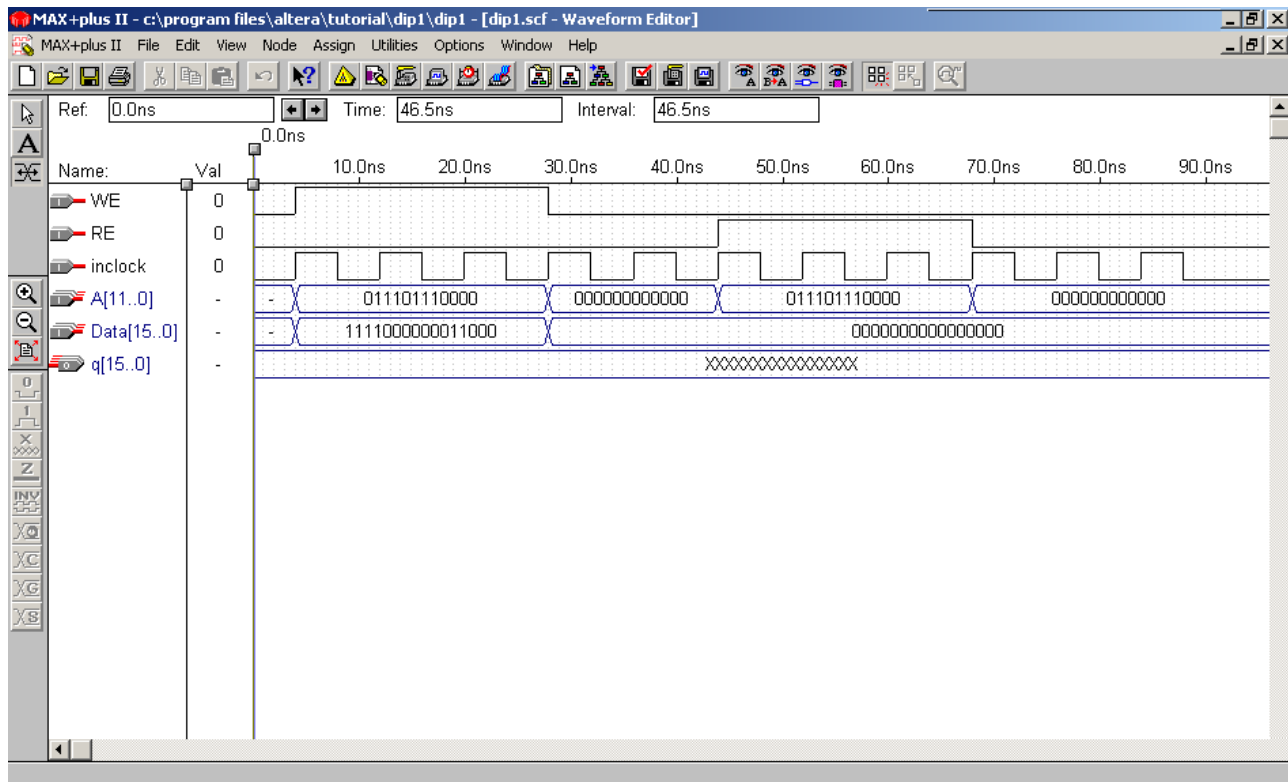 MAX+plus II - c:\program files\altera\tutorial\dip1\dip1 - [dip1.scf - Waveform Editor]
MAX+plus II File Edit View Node Assign Utilities Options Window Help
Ref: 0.0ns Time: 46.5ns Interval: 46.5ns
0.0ns
Name: Val 10.0ns 20.0ns 30.0ns 40.0ns 50.0ns 60.0ns 70.0ns 80.0ns 90.0ns
WE 0
RE 0
inclock 0
A[11..0] - - 011101110000 000000000000 011101110000 000000000000
Data[15..0] - - 1111000000011000 0000000000000000
q[15..0] - XXXXXXXXXXXXXXXX